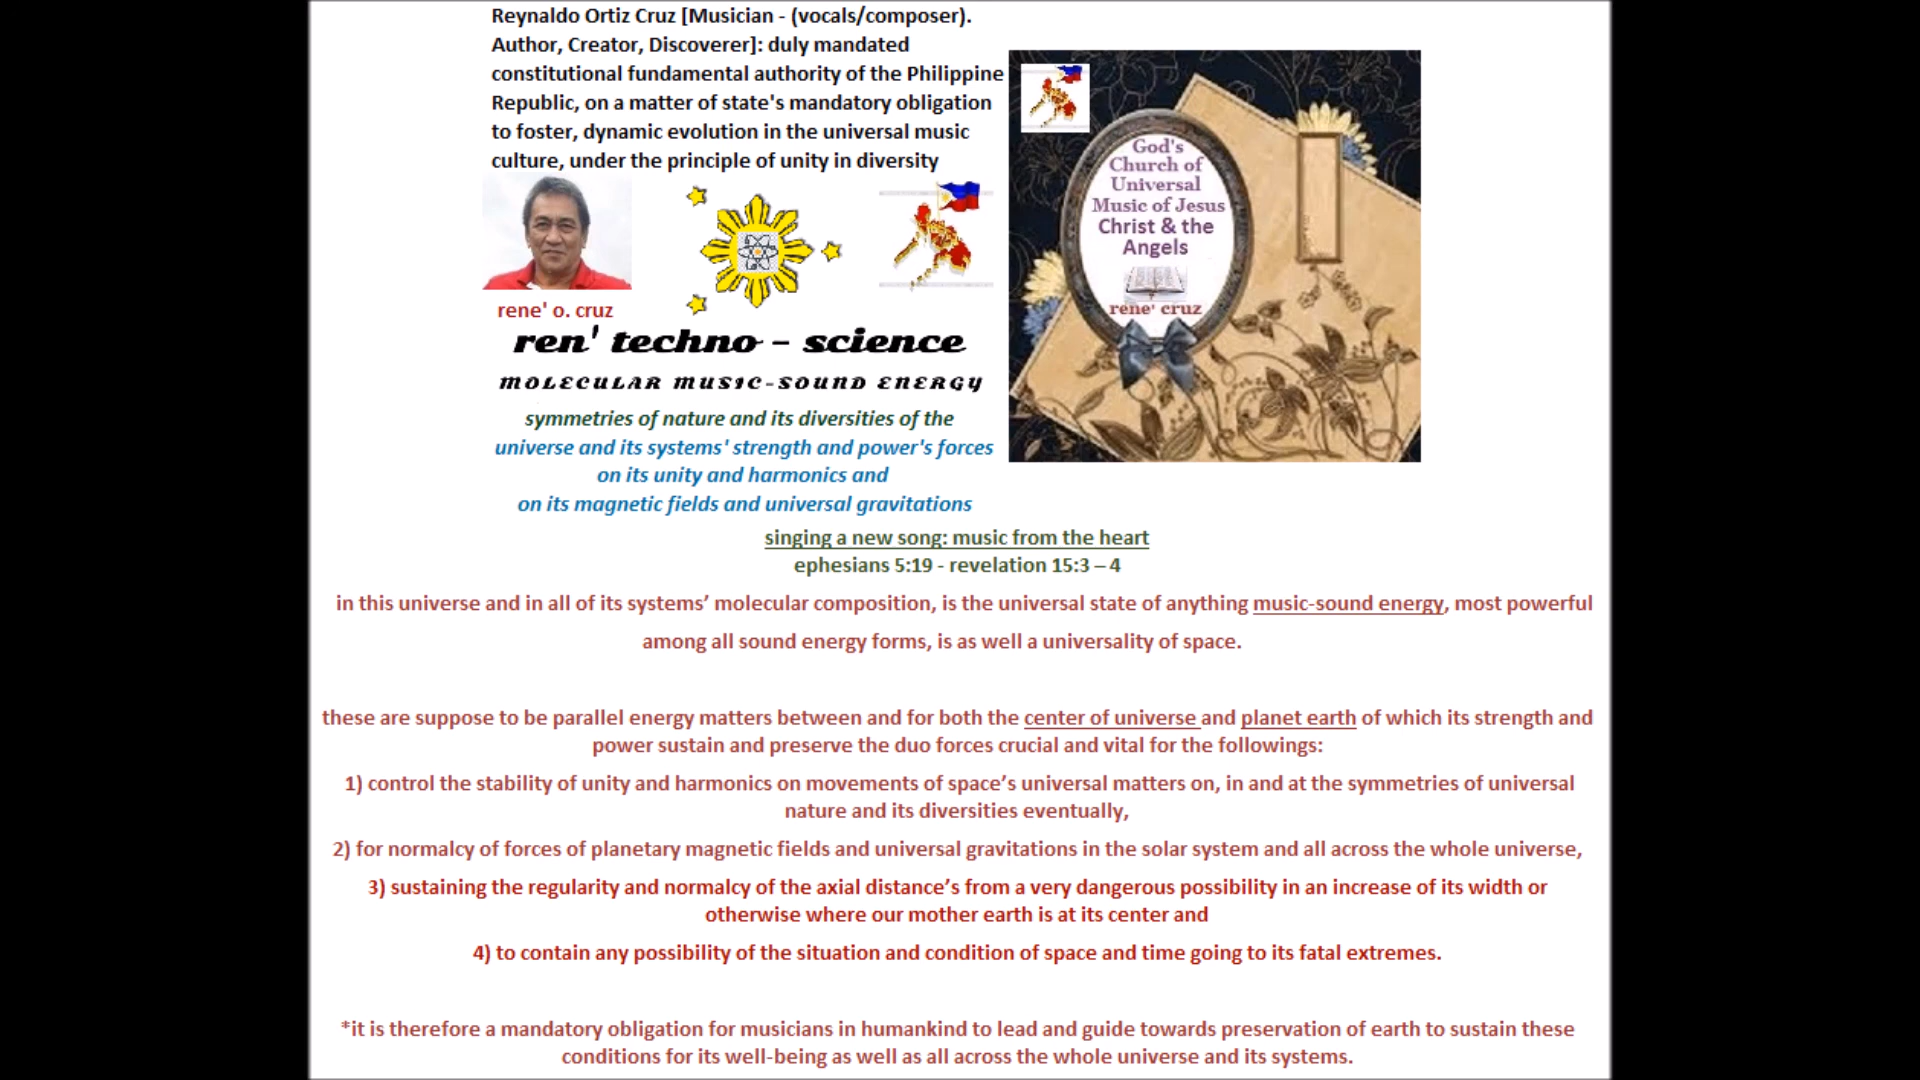 Reynaldo Ortiz Cruz [Musician - (vocals/composer).
Author, Creator, Discoverer]: duly mandated
constitutional fundamental authority of the Philippine
Republic, on a matter of state's mandatory obligation
to foster, dynamic evolution in the universal music
culture, under the principle of unity in diversity
rene' o. cruz
ren' techno - science
MOLECULAR MUSIC-SOUND ENERGY
symmetries of nature and its diversities of the
universe and its systems' strength and power's forces
on its unity and harmonics and
on its magnetic fields and universal gravitations
God's
Church of
Universal
Music of Jesus
Christ & the
Angels
rene' cruz
singing a new song: music from the heart
ephesians 5:19 - revelation 15:3 – 4
in this universe and in all of its systems’ molecular composition, is the universal state of anything music-sound energy, most powerful
among all sound energy forms, is as well a universality of space.
these are suppose to be parallel energy matters between and for both the center of universe and planet earth of which its strength and
power sustain and preserve the duo forces crucial and vital for the followings:
1) control the stability of unity and harmonics on movements of space’s universal matters on, in and at the symmetries of universal
nature and its diversities eventually,
2) for normalcy of forces of planetary magnetic fields and universal gravitations in the solar system and all across the whole universe,
3) sustaining the regularity and normalcy of the axial distance’s from a very dangerous possibility in an increase of its width or
otherwise where our mother earth is at its center and
4) to contain any possibility of the situation and condition of space and time going to its fatal extremes.
*it is therefore a mandatory obligation for musicians in humankind to lead and guide towards preservation of earth to sustain these
conditions for its well-being as well as all across the whole universe and its systems.